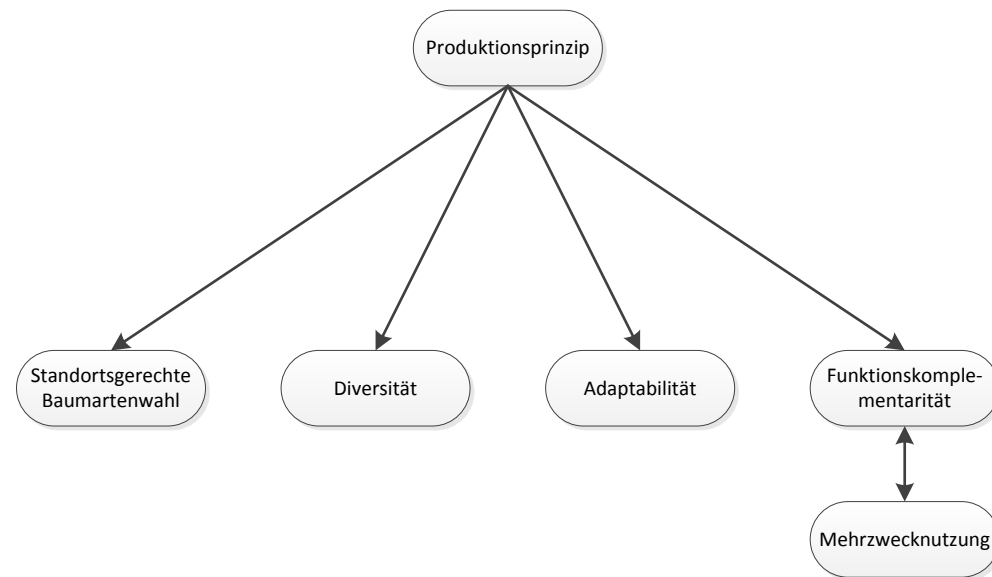 Produktionsprinzip
Standortsgerechte
Baumartenwahl
Diversität
Adaptabilität
Funktionskomple-
mentarität
Mehrzwecknutzung